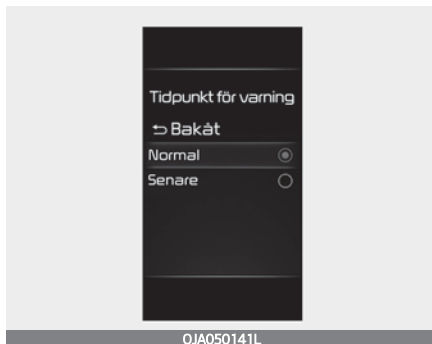 Tidpunkt för varning
Bakåt
Normal
Senare
OJA050141L